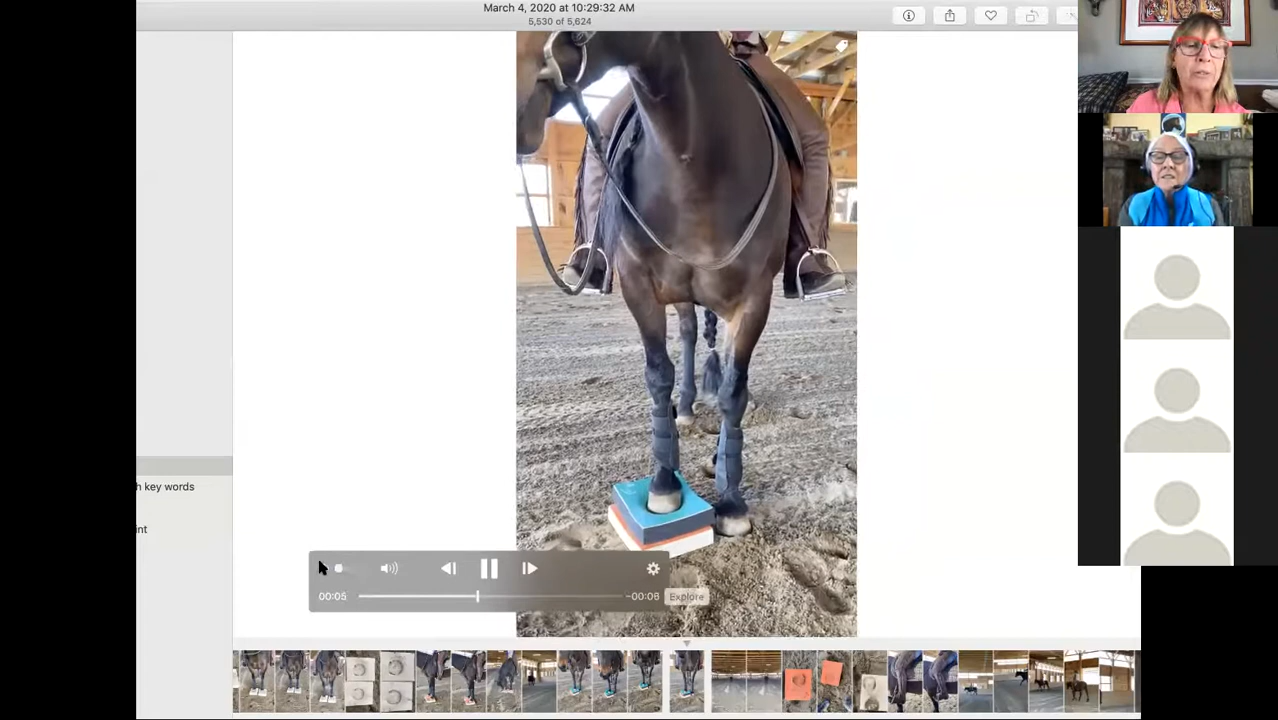 March 4, 2020 at 10:29:32 AM
5,530 of 5,624
h key words
int
00:05
-00:06
Explore